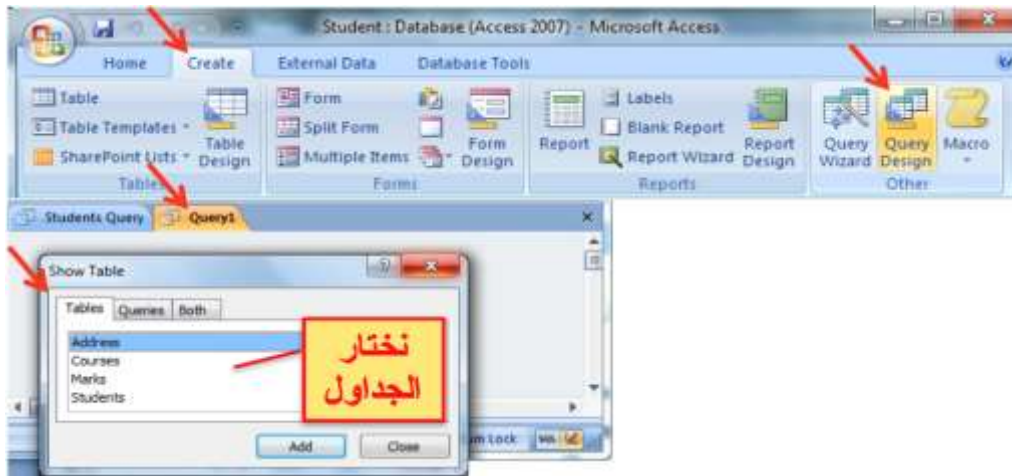 Student : Database (Access 2007) - Microsoft Access
Home Create External Data Database Tools
Table
Table Templates
SharePoint Lists
Table Design
Tables
Form
Split Form
Multiple Items
Form Design
Forms
Report
Labels
Blank Report
Report Wizard
Report Design
Reports
Query Wizard
Query Design
Macro
Other
Students Query Query1
Show Table
Tables Queries Both
Address
Courses
Marks
Students
نختار
الجداول
Add Close
Lock